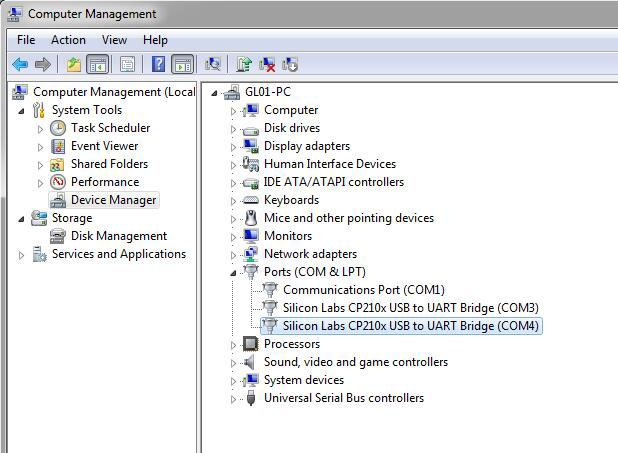 Computer Management
File Action View Help
Computer Management (Local
System Tools
Task Scheduler
Event Viewer
Shared Folders
Performance
Device Manager
Storage
Disk Management
Services and Applications
GL01-PC
Computer
Disk drives
Display adapters
Human Interface Devices
IDE ATA/ATAPI controllers
Keyboards
Mice and other pointing devices
Monitors
Network adapters
Ports (COM & LPT)
Communications Port (COM1)
Silicon Labs CP210x USB to UART Bridge (COM3)
Silicon Labs CP210x USB to UART Bridge (COM4)
Processors
Sound, video and game controllers
System devices
Universal Serial Bus controllers